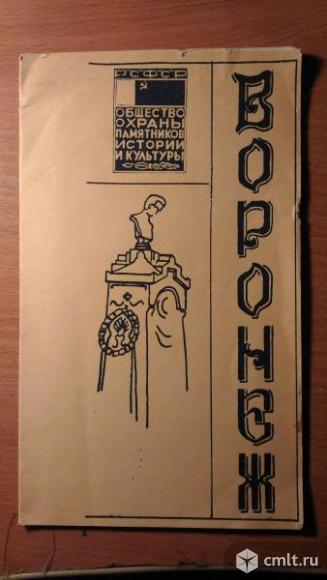 РСФСР
ОБЩЕСТВО
ОХРАНЫ
ПАМЯТНИКОВ
ИСТОРИИ
И КУЛЬТУРЫ
ВОРОНЕЖ
cmlt.ru